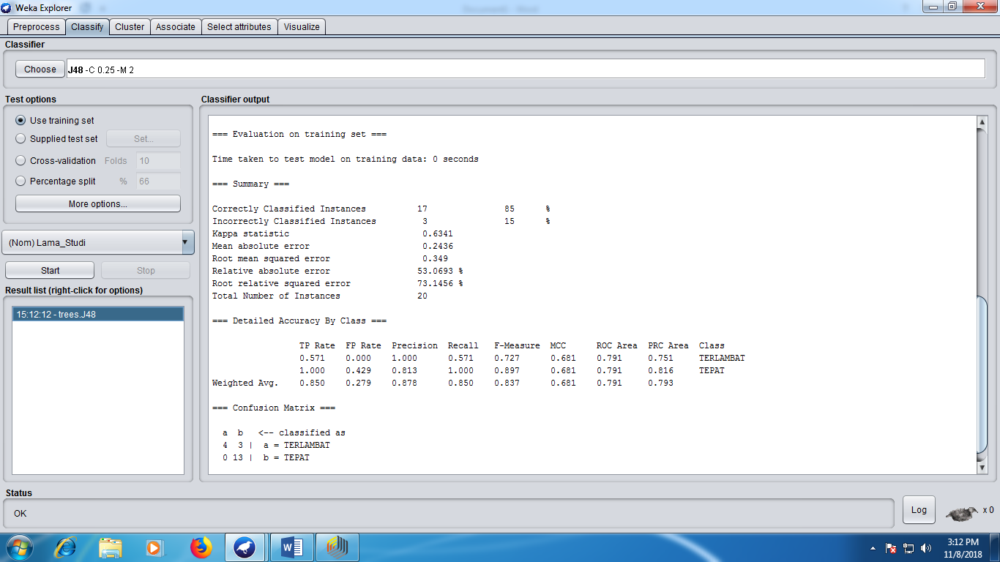 Weka Explorer
Preprocess Classify Cluster Associate Select attributes Visualize
Classifier
Choose J48 -C 0.25 -M 2
Test options
Use training set
Supplied test set Set...
Cross-validation Folds 10
Percentage split % 66
More options...
(Nom) Lama_Studi
Start Stop
Result list (right-click for options)
15:12:12 - trees.J48
Classifier output
=== Evaluation on training set ===
Time taken to test model on training data: 0 seconds
=== Summary ===
Correctly Classified Instances 17 85 %
Incorrectly Classified Instances 3 15 %
Kappa statistic 0.6341
Mean absolute error 0.2436
Root mean squared error 0.349
Relative absolute error 53.0693 %
Root relative squared error 73.1456 %
Total Number of Instances 20
=== Detailed Accuracy By Class ===
TP Rate FP Rate Precision Recall F-Measure MCC ROC Area PRC Area Class
0.571 0.000 1.000 0.571 0.727 0.681 0.791 0.751 TERLAMBAT
1.000 0.429 0.813 1.000 0.897 0.681 0.791 0.816 TEPAT
Weighted Avg. 0.850 0.279 0.878 0.850 0.837 0.681 0.791 0.793
=== Confusion Matrix ===
a b <-- classified as
4 3 | a = TERLAMBAT
0 13 | b = TEPAT
Status
OK
Log x 0
3:12 PM
11/8/2018